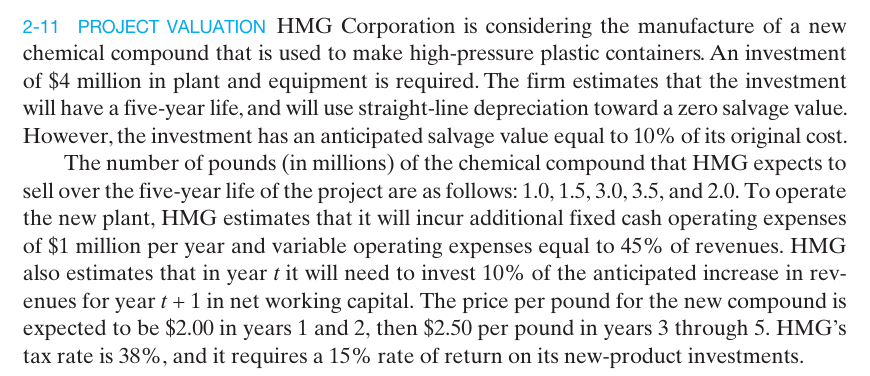 2-11 PROJECT VALUATION HMG Corporation is considering the manufacture of a new
chemical compound that is used to make high-pressure plastic containers. An investment
of $4 million in plant and equipment is required. The firm estimates that the investment
will have a five-year life, and will use straight-line depreciation toward a zero salvage value.
However, the investment has an anticipated salvage value equal to 10% of its original cost.
The number of pounds (in millions) of the chemical compound that HMG expects to
sell over the five-year life of the project are as follows: 1.0, 1.5, 3.0, 3.5, and 2.0. To operate
the new plant, HMG estimates that it will incur additional fixed cash operating expenses
of $1 million per year and variable operating expenses equal to 45% of revenues. HMG
also estimates that in year t it will need to invest 10% of the anticipated increase in rev-
enues for year t + 1 in net working capital. The price per pound for the new compound is
expected to be $2.00 in years 1 and 2, then $2.50 per pound in years 3 through 5. HMG's
tax rate is 38%, and it requires a 15% rate of return on its new-product investments.